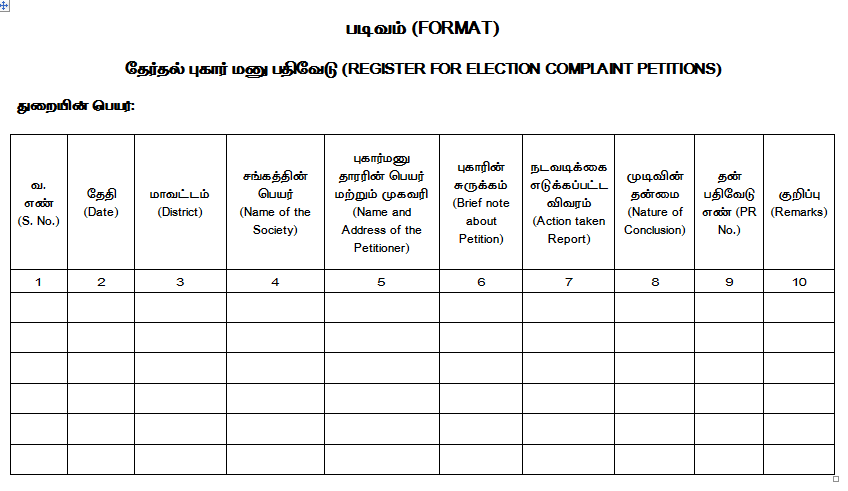 படிவம் (FORMAT)
தேர்தல் புகார் மனு பதிவேடு (REGISTER FOR ELECTION COMPLAINT PETITIONS)
துறையின் பெயர்:
வ.
எண்
(S. No.)
தேதி
(Date)
மாவட்டம்
(District)
சங்கத்தின்
பெயர்
(Name of the
Society)
புகார்மனு
தாரரின் பெயர்
மற்றும் முகவரி
(Name and
Address of the
Petitioner)
புகாரின்
சுருக்கம்
(Brief note
about
Petition)
நடவடிக்கை
எடுக்கப்பட்ட
விவரம்
(Action taken
Report)
முடிவின்
தன்மை
(Nature of
Conclusion)
தன்
பதிவேடு
எண் (PR
No.)
குறிப்பு
(Remarks)
1 2 3 4 5 6 7 8 9 10